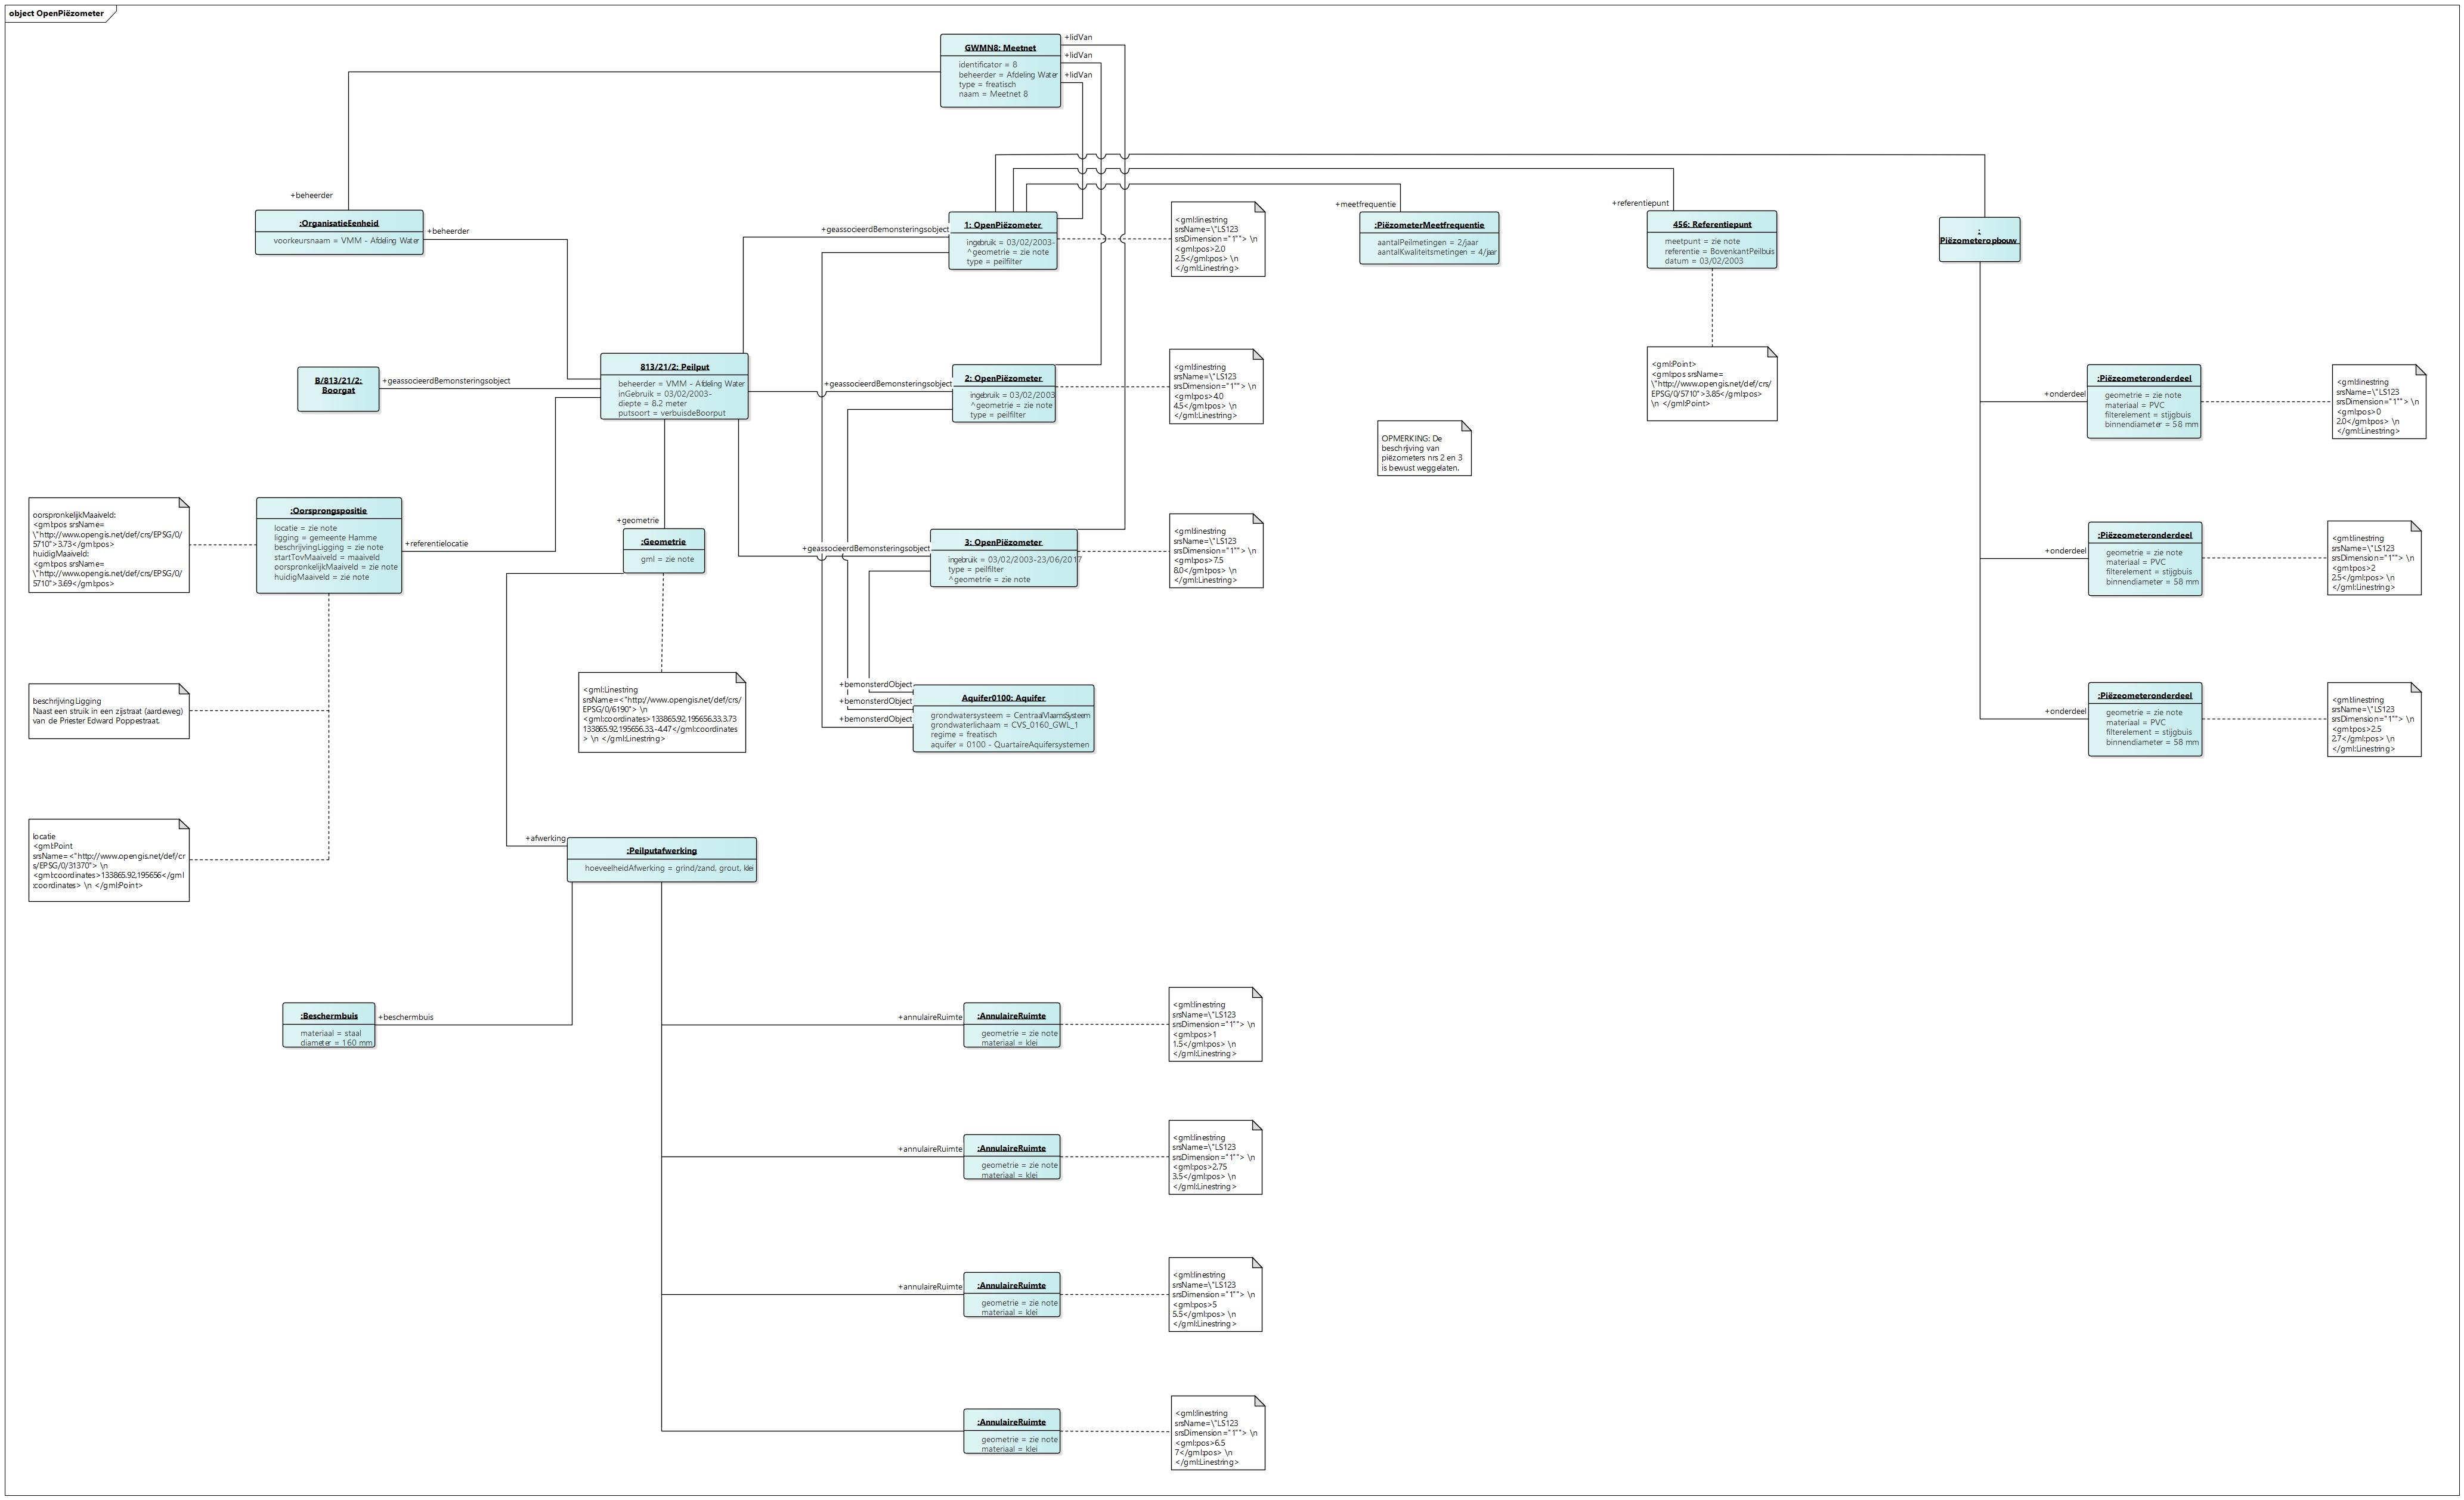 object OpenPiëzometer
GWMN8: Meetnet
identificator = 8
beheerder = Afdeling Water
type = freatisch
naam = Meetnet 8
+lidVan
+lidVan
+lidVan
+beheerder
:OrganisatieEenheid
voorkeursnaam = VMM - Afdeling Water
+beheerder
+geassocieerdBemonsteringsobject
1: OpenPiëzometer
ingebruik = 03/02/2003-
^geometrie = zie note
type = peilfilter
<gml:linestring
srsName=\"LS123
srsDimension="1""> \n
<gml:pos>2.0
2.5</gml:pos> \n
</gml:Linestring>
+meetfrequentie
:PiëzometerMeetfrequentie
aantalPeilmetingen = 2/jaar
aantalKwaliteitsmetingen = 4/jaar
+referentiepunt
456: Referentiepunt
meetpunt = zie note
referentie = BovenkantPeilbuis
datum = 03/02/2003
:
Piëzometeropbouw
B/813/21/2:
Boorgat
+geassocieerdBemonsteringsobject
813/21/2: Peilput
beheerder = VMM - Afdeling Water
inGebruik = 03/02/2003-
diepte = 8.2 meter
putsoort = verbuisdeBoorput
+geassocieerdBemonsteringsobject
2: OpenPiëzometer
ingebruik = 03/02/2003
^geometrie = zie note
type = peilfilter
<gml:linestring
srsName=\"LS123
srsDimension="1""> \n
<gml:pos>4.0
4.5</gml:pos> \n
</gml:Linestring>
OPMERKING: De
beschrijving van
piëzometers nrs 2 en 3
is bewust weggelaten.
<gml:Point>
<gml:pos srsName=
\"http://www.opengis.net/def/crs/
EPSG/0/5710">3.85</gml:pos>
\n </gml:Point>
+onderdeel
:Piëzeometeronderdeel
geometrie = zie note
materiaal = PVC
filterelement = stijgbuis
binnendiameter = 58 mm
<gml:linestring
srsName=\"LS123
srsDimension="1""> \n
<gml:pos>0
2.0</gml:pos> \n
</gml:Linestring>
oorspronkelijkMaaiveld:
<gml:pos srsName=
\"http://www.opengis.net/def/crs/EPSG/0/
5710">3.73</gml:pos>
huidigMaaiveld:
<gml:pos srsName=
\"http://www.opengis.net/def/crs/EPSG/0/
5710">3.69</gml:pos>
:Oorsprongspositie
locatie = zie note
ligging = gemeente Hamme
beschrijvingLigging = zie note
startTovMaaiveld = maaiveld
oorspronkelijkMaaiveld = zie note
huidigMaaiveld = zie note
+referentielocatie
+geometrie
:Geometrie
gml = zie note
+geassocieerdBemonsteringsobject
3: OpenPiëzometer
ingebruik = 03/02/2003-23/06/2017
type = peilfilter
^geometrie = zie note
<gml:linestring
srsName=\"LS123
srsDimension="1""> \n
<gml:pos>7.5
8.0</gml:pos> \n
</gml:Linestring>
+onderdeel
:Piëzeometeronderdeel
geometrie = zie note
materiaal = PVC
filterelement = stijgbuis
binnendiameter = 58 mm
<gml:linestring
srsName=\"LS123
srsDimension="1""> \n
<gml:pos>2
2.5</gml:pos> \n
</gml:Linestring>
beschrijvingLigging
Naast een struik in een zijstraat (aardeweg)
van de Priester Edward Poppestraat.
<gml:Linestring
srsName=<"http://www.opengis.net/def/crs/
EPSG/0/6190"> \n
<gml:coordinates>133865.92,195656.33,3.73
133865.92,195656.33,-4.47</gml:coordinates
> \n </gml:Linestring>
+bemonsterdObject
+bemonsterdObject
+bemonsterdObject
Aquifer0100: Aquifer
grondwatersysteem = CentraalVlaamsSysteem
grondwaterlichaam = CVS_0160_GWL_1
regime = freatisch
aquifer = 0100 - QuartaireAquifersystemen
+onderdeel
:Piëzeometeronderdeel
geometrie = zie note
materiaal = PVC
filterelement = stijgbuis
binnendiameter = 58 mm
<gml:linestring
srsName=\"LS123
srsDimension="1""> \n
<gml:pos>2.5
2.7</gml:pos> \n
</gml:Linestring>
locatie
<gml:Point
srsName=<"http://www.opengis.net/def/cr
s/EPSG/0/31370"> \n
<gml:coordinates>133865.92,195656</gml
:coordinates> \n </gml:Point>
+afwerking
:Peilputafwerking
hoeveelheidAfwerking = grind/zand, grout, klei
:Beschermbuis
materiaal = staal
diameter = 160 mm
+beschermbuis
+annulaireRuimte
:AnnulaireRuimte
geometrie = zie note
materiaal = klei
<gml:linestring
srsName=\"LS123
srsDimension="1""> \n
<gml:pos>1
1.5</gml:pos> \n
</gml:Linestring>
+annulaireRuimte
:AnnulaireRuimte
geometrie = zie note
materiaal = klei
<gml:linestring
srsName=\"LS123
srsDimension="1""> \n
<gml:pos>2.75
3.5</gml:pos> \n
</gml:Linestring>
+annulaireRuimte
:AnnulaireRuimte
geometrie = zie note
materiaal = klei
<gml:linestring
srsName=\"LS123
srsDimension="1""> \n
<gml:pos>5
5.5</gml:pos> \n
</gml:Linestring>
:AnnulaireRuimte
geometrie = zie note
materiaal = klei
<gml:linestring
srsName=\"LS123
srsDimension="1""> \n
<gml:pos>6.5
7</gml:pos> \n
</gml:Linestring>